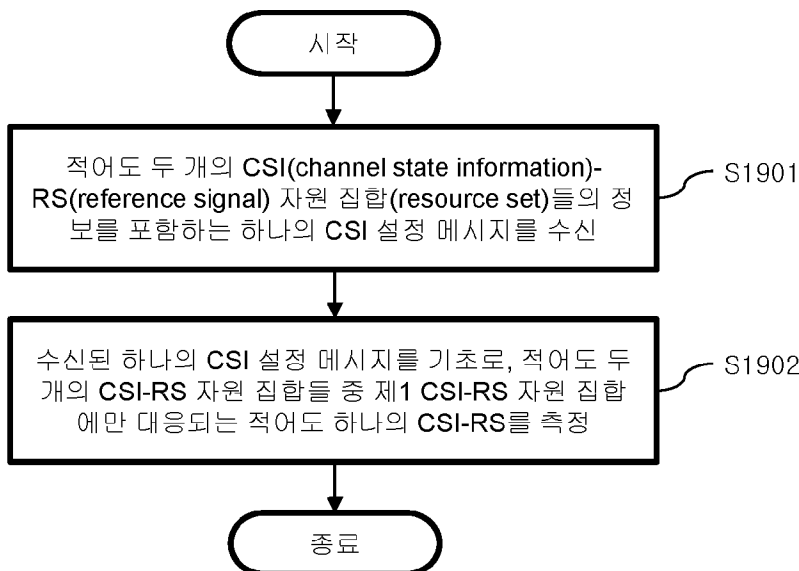 시작
적어도 두 개의 CSI(channel state information)-
RS(reference signal) 자원 집합(resource set)들의 정
보를 포함하는 하나의 CSI 설정 메시지를 수신
S1901
수신된 하나의 CSI 설정 메시지를 기초로, 적어도 두
개의 CSI-RS 자원 집합들 중 제1 CSI-RS 자원 집합
에만 대응되는 적어도 하나의 CSI-RS를 측정
S1902
종료